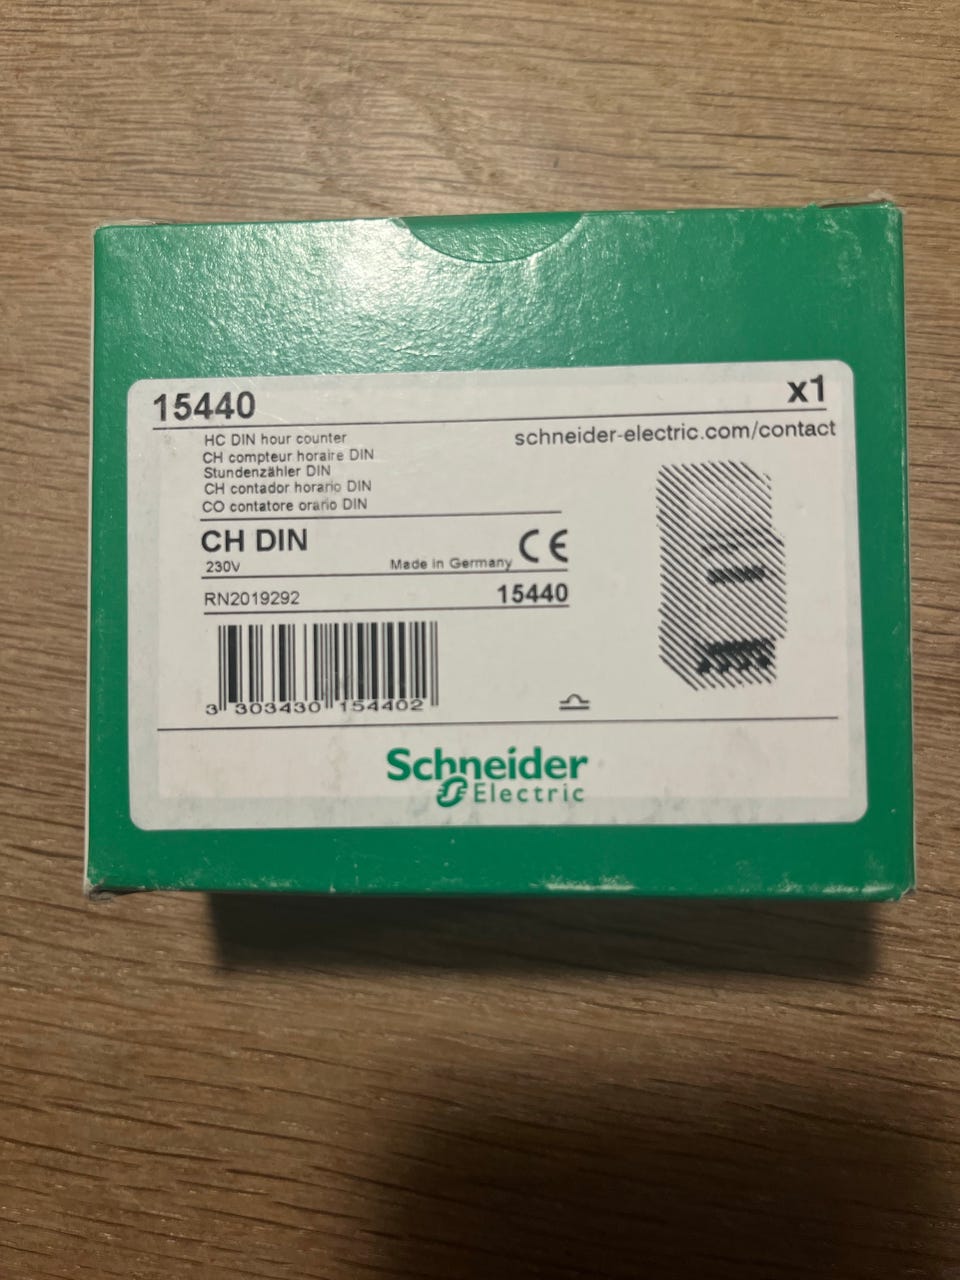 15440
x1
HC DIN hour counter
CH compteur horaire DIN
Stundenzähler DIN
CH contador horario DIN
CO contatore orario DIN
schneider-electric.com/contact
CH DIN
230V
Made in Germany
CE
RN2019292
15440
3 303430 154402
Schneider
Electric